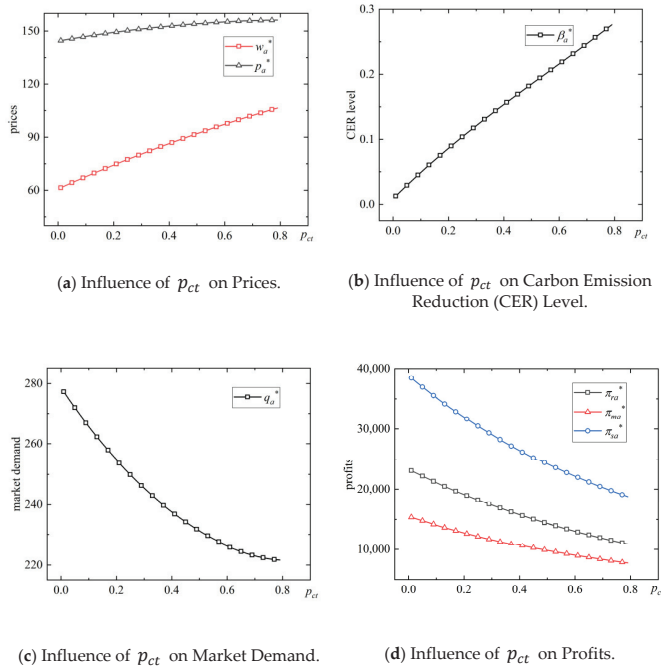 150
120
90
60
prices
w_a^*
p_a^*
0.0 0.2 0.4 0.6 0.8 p_ct
(a) Influence of p_ct on Prices.
0.3
0.2
0.1
0.0
CER level
β_a^*
0.0 0.2 0.4 0.6 0.8 p_ct
(b) Influence of p_ct on Carbon Emission
Reduction (CER) Level.
280
260
240
220
market demand
q_a^*
0.0 0.2 0.4 0.6 0.8 p_ct
(c) Influence of p_ct on Market Demand.
40,000
30,000
20,000
10,000
profits
π_ra^*
π_ma^*
π_sa^*
0.0 0.2 0.4 0.6 0.8 p_c
(d) Influence of p_ct on Profits.